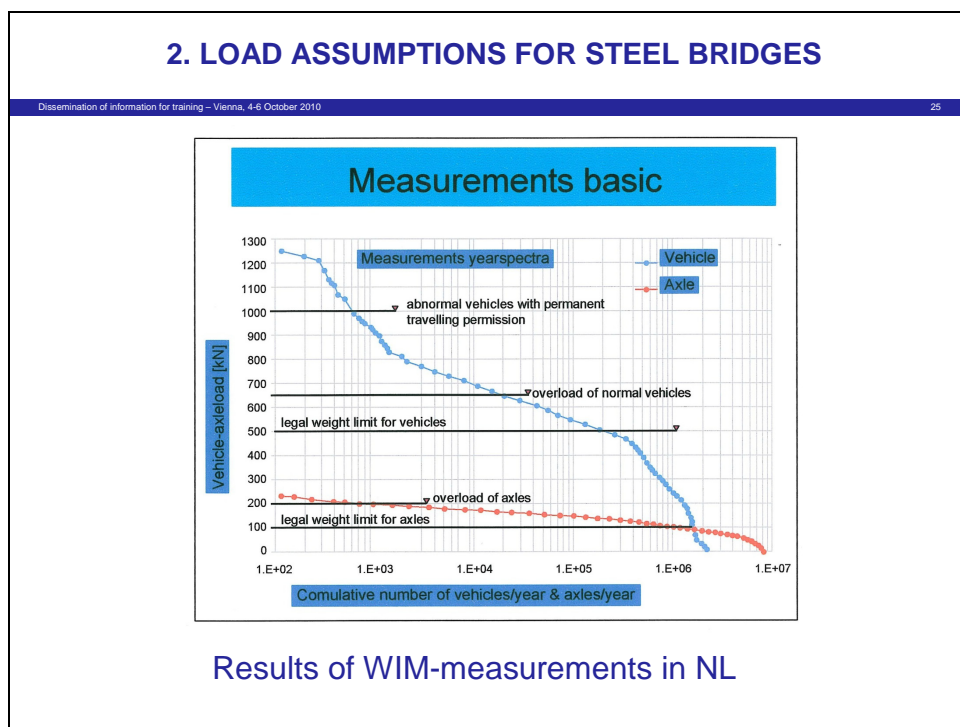 2. LOAD ASSUMPTIONS FOR STEEL BRIDGES
Dissemination of information for training – Vienna, 4-6 October 2010
25
Measurements basic
Measurements yearspectra
Vehicle
Axle
Vehicle-axleload [kN]
1300
1200
1100
1000
900
800
700
600
500
400
300
200
100
0
abnormal vehicles with permanent
travelling permission
overload of normal vehicles
legal weight limit for vehicles
overload of axles
legal weight limit for axles
1.E+02
1.E+03
1.E+04
1.E+05
1.E+06
1.E+07
Comulative number of vehicles/year & axles/year
Results of WIM-measurements in NL